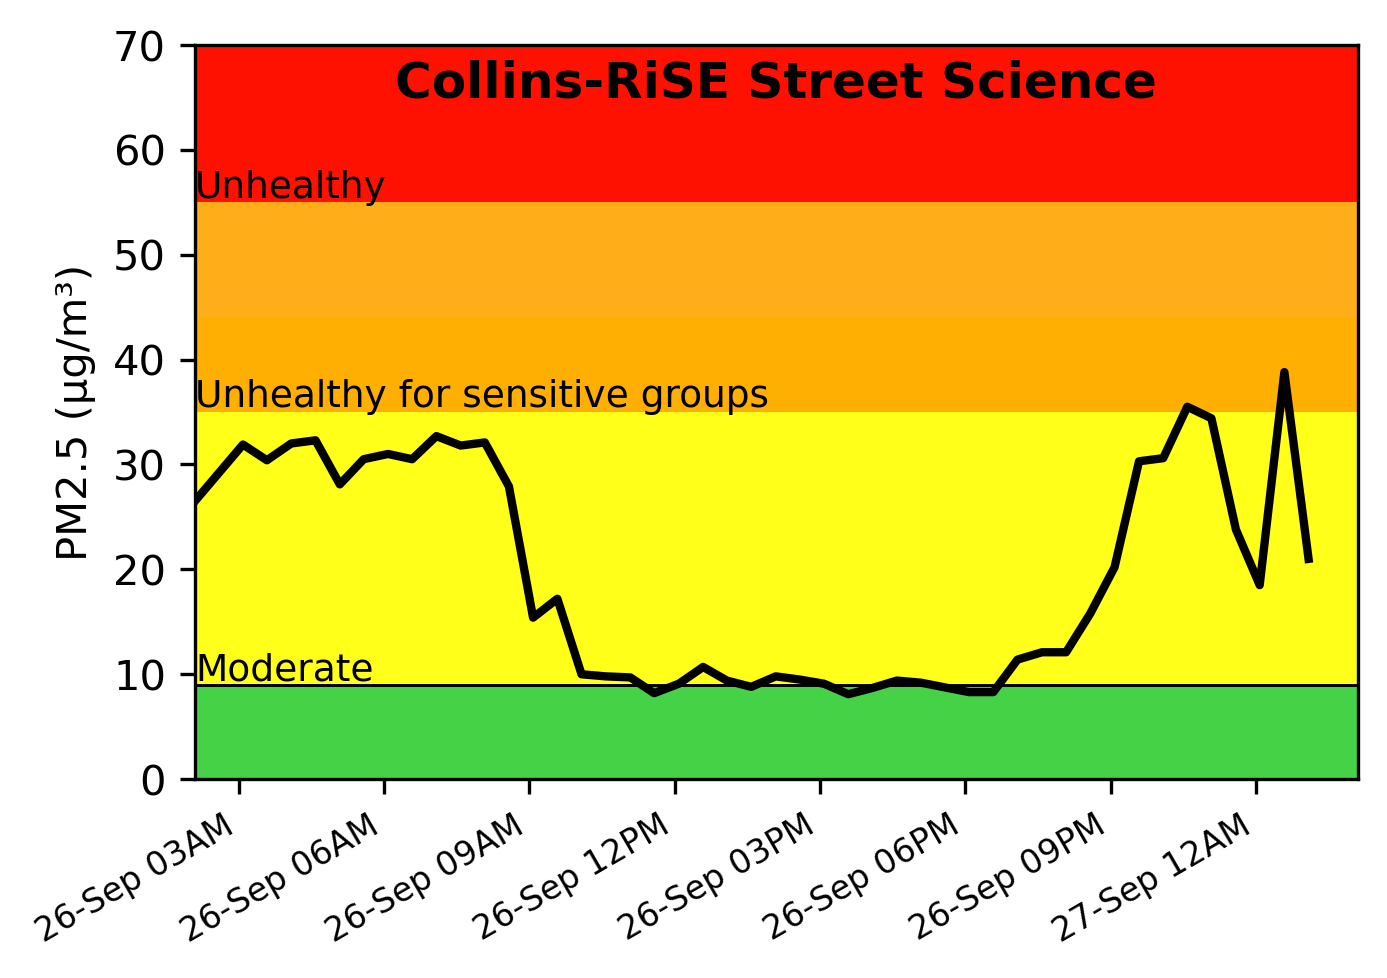 Collins-RiSE Street Science
70
60
Unhealthy
50
40
Unhealthy for sensitive groups
30
20
10
Moderate
0
PM2.5 (µg/m³)
26-Sep 03AM
26-Sep 06AM
26-Sep 09AM
26-Sep 12PM
26-Sep 03PM
26-Sep 06PM
26-Sep 09PM
27-Sep 12AM